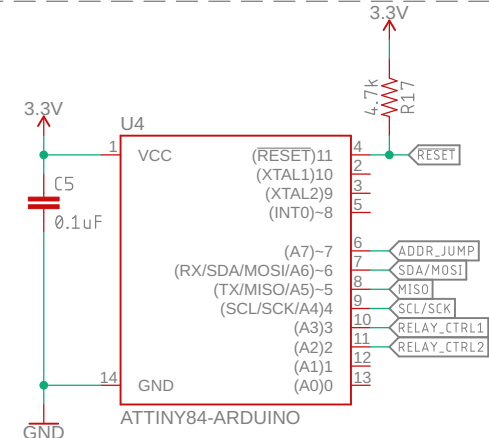 3.3V
4.7k
R17
3.3V
U4
1
VCC
(RESET)11
4
RESET
(XTAL1)10
2
(XTAL2)9
3
(INT0)~8
5
C5
0.1uF
(A7)~7
6
ADDR_JUMP
(RX/SDA/MOSI/A6)~6
7
SDA/MOSI
(TX/MISO/A5)~5
8
MISO
(SCL/SCK/A4)4
9
SCL/SCK
(A3)3
10
RELAY_CTRL1
(A2)2
11
RELAY_CTRL2
(A1)1
12
14
GND
(A0)0
13
ATTINY84-ARDUINO
GND